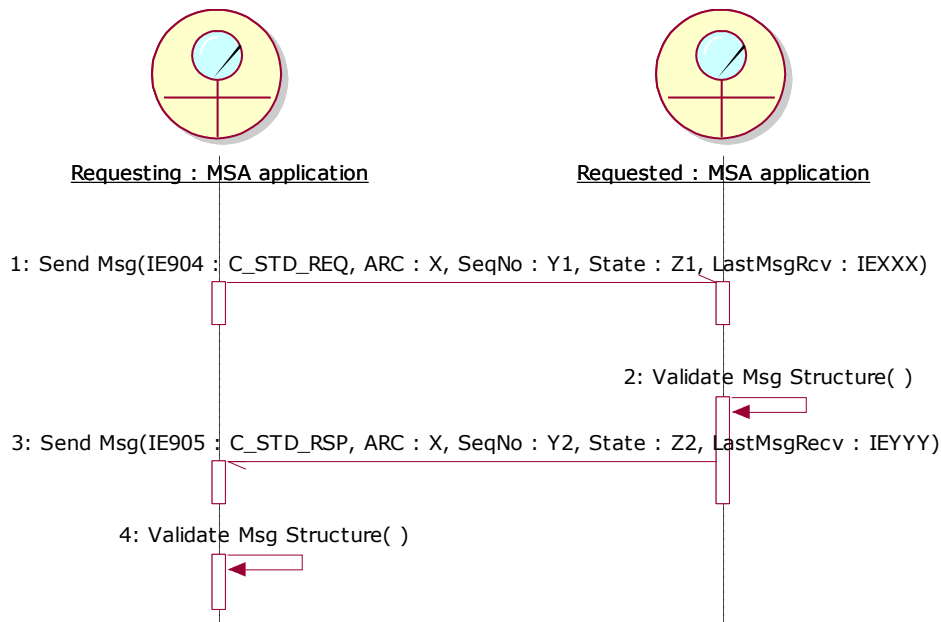 Requesting : MSA application
Requested : MSA application
1: Send Msg(IE904 : C_STD_REQ, ARC : X, SeqNo : Y1, State : Z1, LastMsgRcv : IEXXX)
2: Validate Msg Structure( )
3: Send Msg(IE905 : C_STD_RSP, ARC : X, SeqNo : Y2, State : Z2, LastMsgRecv : IEYYY)
4: Validate Msg Structure( )